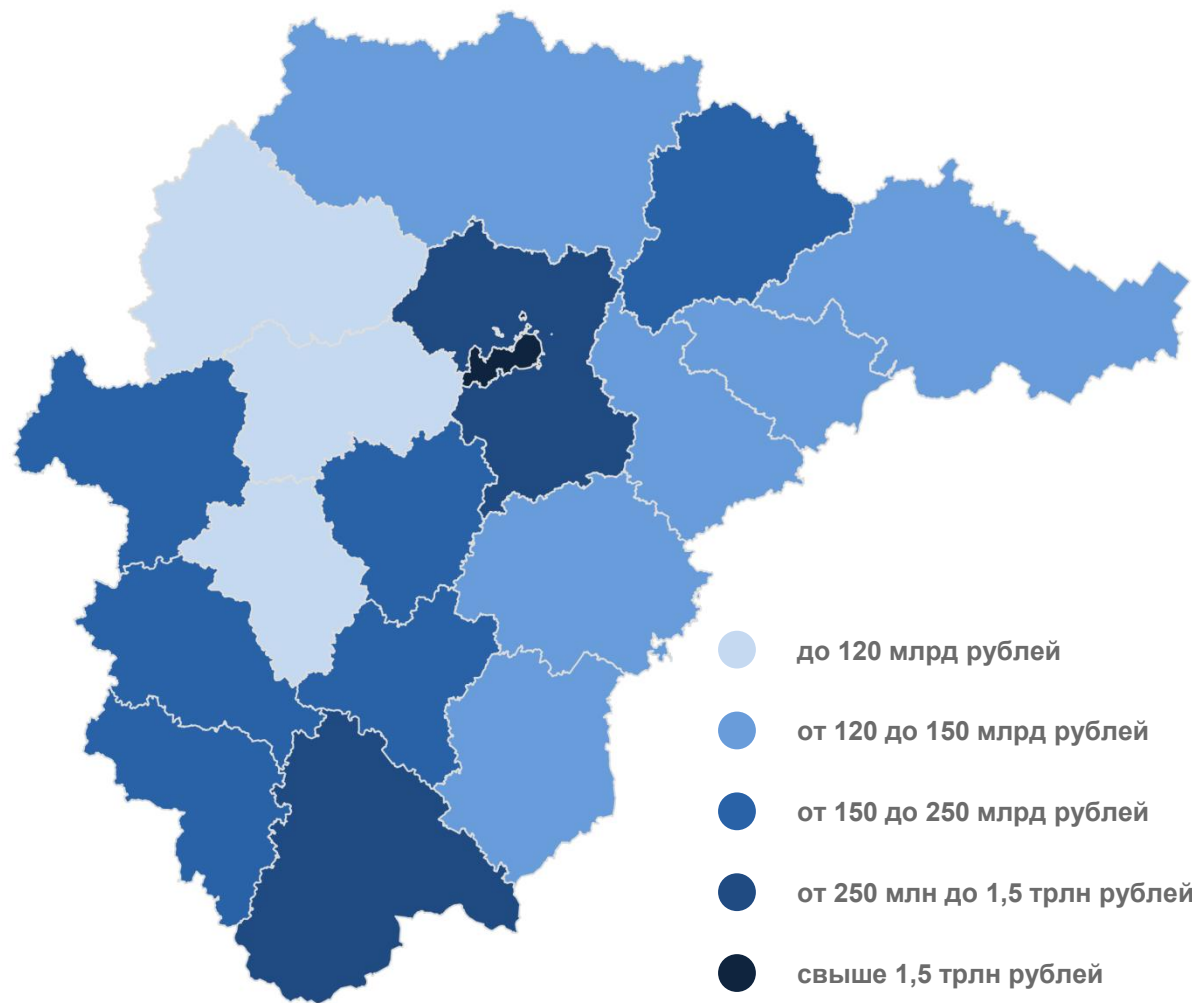 до 120 млрд рублей
от 120 до 150 млрд рублей
от 150 до 250 млрд рублей
от 250 млн до 1,5 трлн рублей
свыше 1,5 трлн рублей